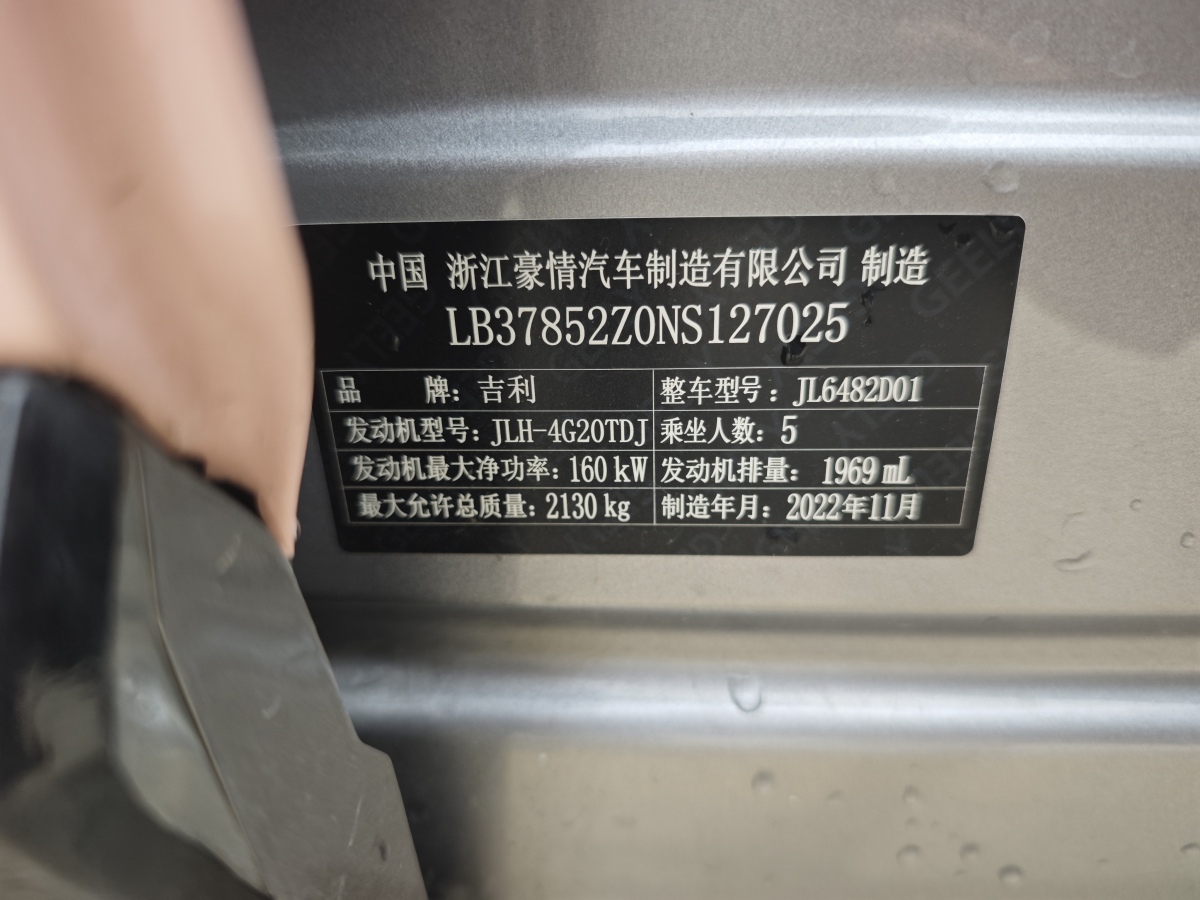 中国 浙江豪情汽车制造有限公司 制造
LB37852Z0NS127025
品 牌：吉利 整车型号：JL6482D01
发动机型号：JLH-4G20TDJ 乘坐人数：5
发动机最大净功率：160 kW 发动机排量：1969 mL
最大允许总质量：2130 kg 制造年月：2022年11月